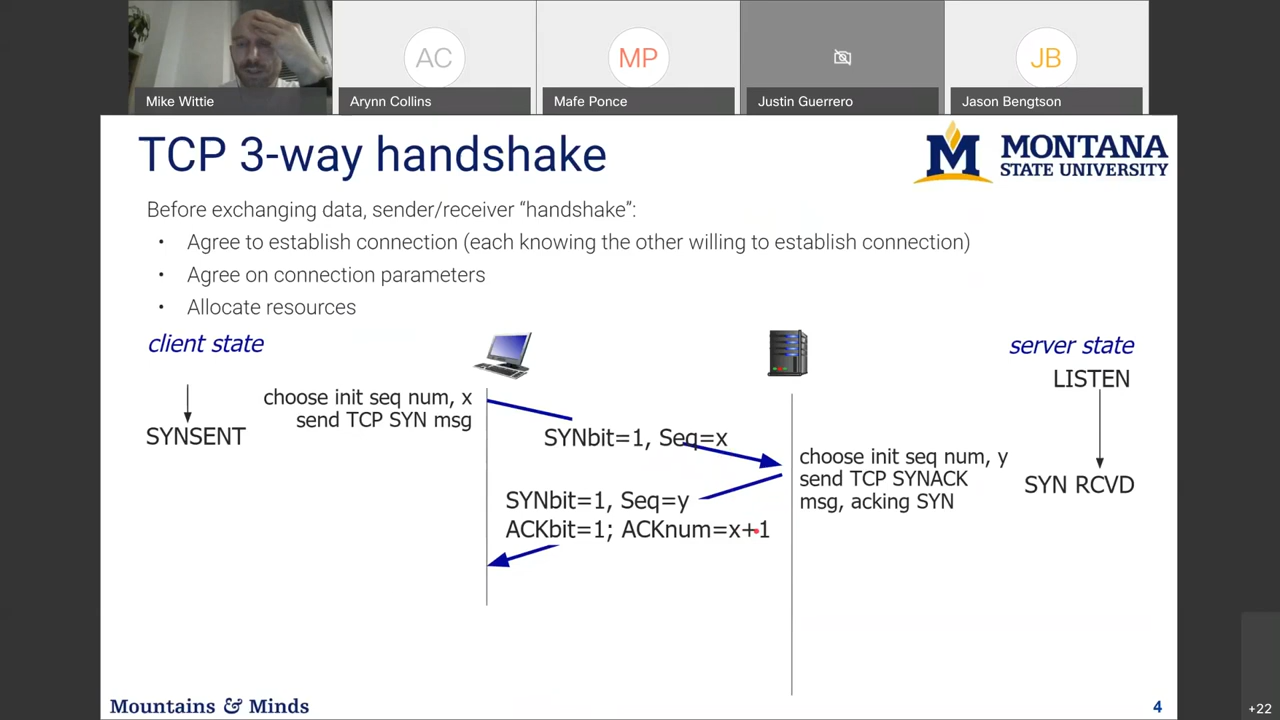 AC
MP
JB
Mike Wittie
Arynn Collins
Mafe Ponce
Justin Guerrero
Jason Bengtson
TCP 3-way handshake
M MONTANA
STATE UNIVERSITY
Before exchanging data, sender/receiver “handshake”:
• Agree to establish connection (each knowing the other willing to establish connection)
• Agree on connection parameters
• Allocate resources
client state
server state
LISTEN
choose init seq num, x
send TCP SYN msg
SYNSENT
SYNbit=1, Seq=x
choose init seq num, y
send TCP SYNACK
msg, acking SYN
SYN RCVD
SYNbit=1, Seq=y
ACKbit=1; ACKnum=x+1
Mountains & Minds
4
+22